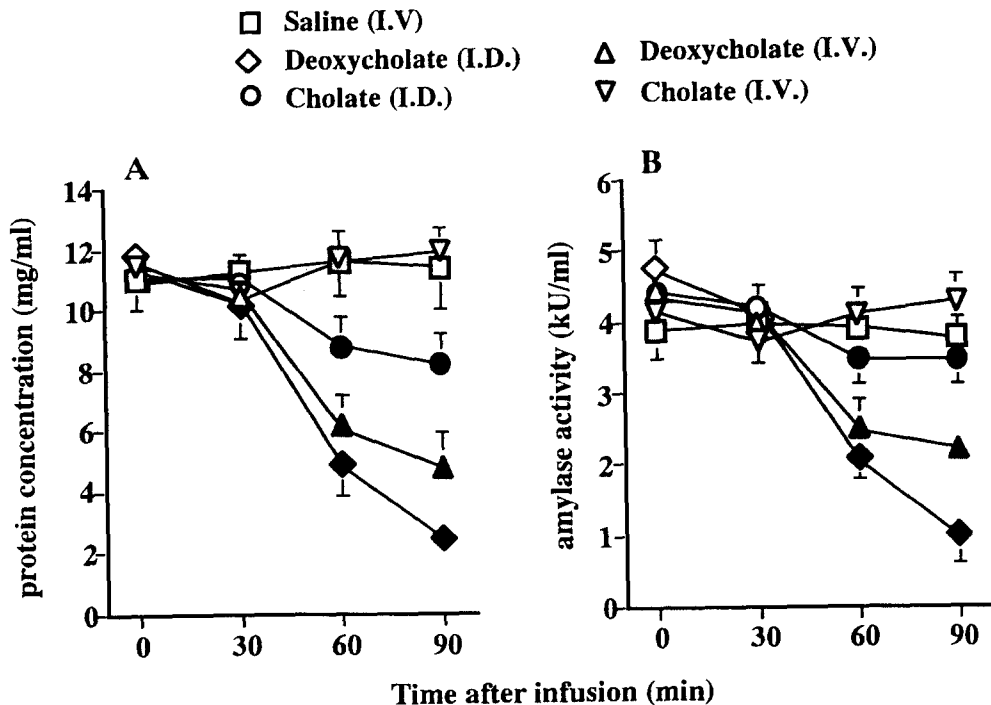 Saline (I.V)
Deoxycholate (I.D.)
Cholate (I.D.)
Deoxycholate (I.V.)
Cholate (I.V.)
A
protein concentration (mg/ml)
14
12
10
8
6
4
2
0
0 30 60 90
B
amylase activity (kU/ml)
6
5
4
3
2
1
0
0 30 60 90
Time after infusion (min)